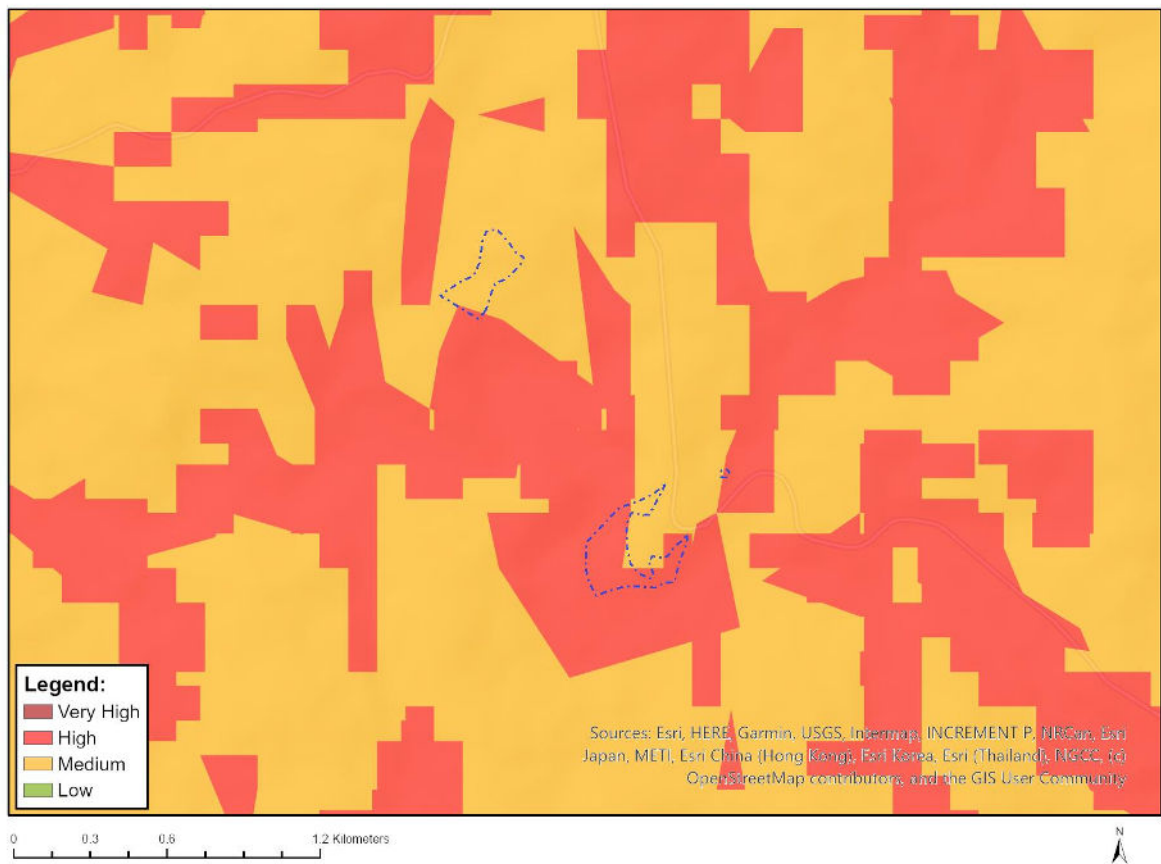 Legend:
Very High
High
Medium
Low
Sources: Esri, HERE, Garmin, USGS, Intermap, INCREMENT P, NRCan, Esri
Japan, METI, Esri China (Hong Kong), Esri Korea, Esri (Thailand), NGCC, (c)
OpenStreetMap contributors, and the GIS User Community
0 0.3 0.6 1.2 Kilometers
N